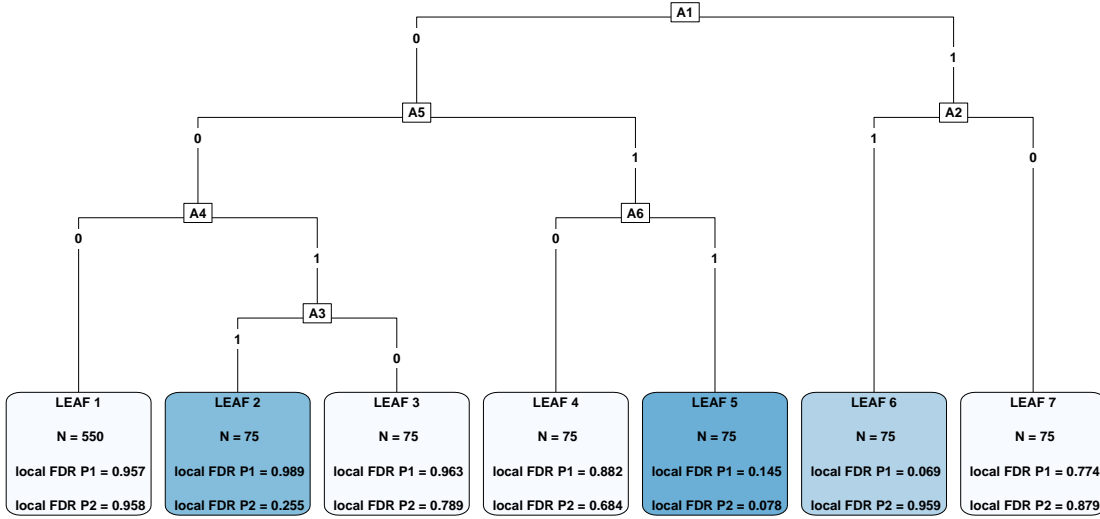 A1
0
1
A5
A2
0
1
1
0
A4
A6
0
1
0
1
A3
1
0
LEAF 1
N = 550
local FDR P1 = 0.957
local FDR P2 = 0.958
LEAF 2
N = 75
local FDR P1 = 0.989
local FDR P2 = 0.255
LEAF 3
N = 75
local FDR P1 = 0.963
local FDR P2 = 0.789
LEAF 4
N = 75
local FDR P1 = 0.882
local FDR P2 = 0.684
LEAF 5
N = 75
local FDR P1 = 0.145
local FDR P2 = 0.078
LEAF 6
N = 75
local FDR P1 = 0.069
local FDR P2 = 0.959
LEAF 7
N = 75
local FDR P1 = 0.774
local FDR P2 = 0.879